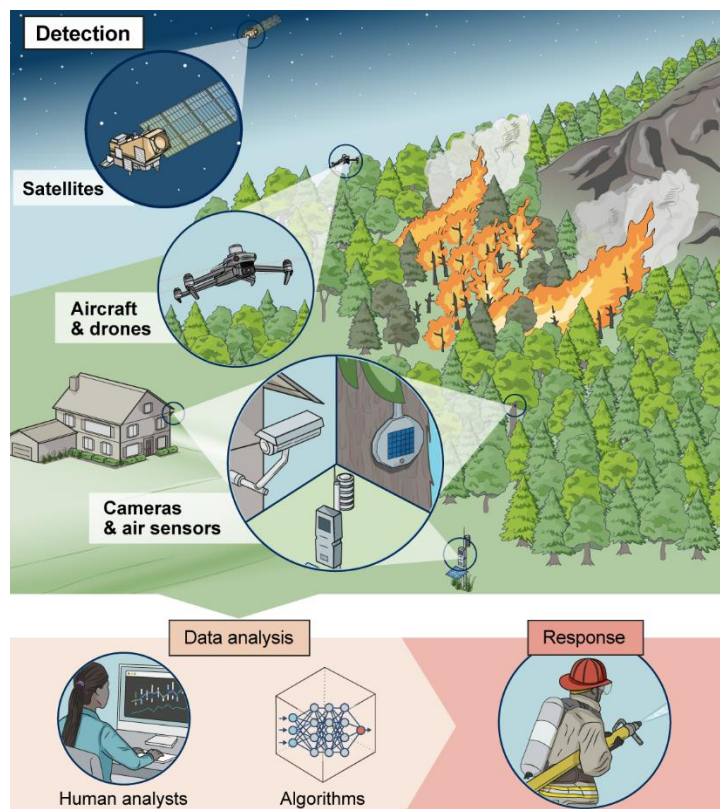 Detection
Satellites
Aircraft
& drones
Cameras
& air sensors
Data analysis
Response
Human analysts
Algorithms